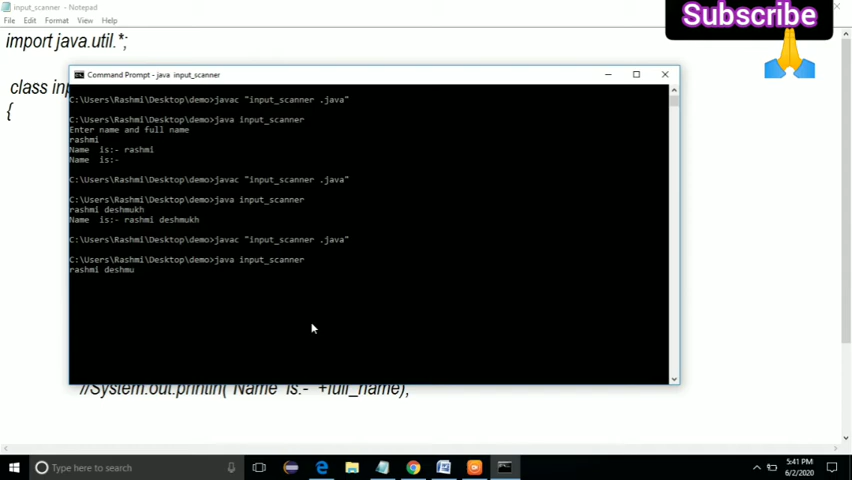 input_scanner - Notepad
Subscribe
File Edit Format View Help
import java.util.*;
class inp
{
Command Prompt - java input_scanner
C:\Users\Rashmi\Desktop\demo>javac "input_scanner .java"
C:\Users\Rashmi\Desktop\demo>java input_scanner
Enter name and full name
rashmi
Name is:- rashmi
Name is:-
C:\Users\Rashmi\Desktop\demo>javac "input_scanner .java"
C:\Users\Rashmi\Desktop\demo>java input_scanner
rashmi deshmukh
Name is:- rashmi deshmukh
C:\Users\Rashmi\Desktop\demo>javac "input_scanner .java"
C:\Users\Rashmi\Desktop\demo>java input_scanner
rashmi deshmu
//System.out.println("Name is:- "+full_name);
Type here to search
5:41 PM
6/2/2020